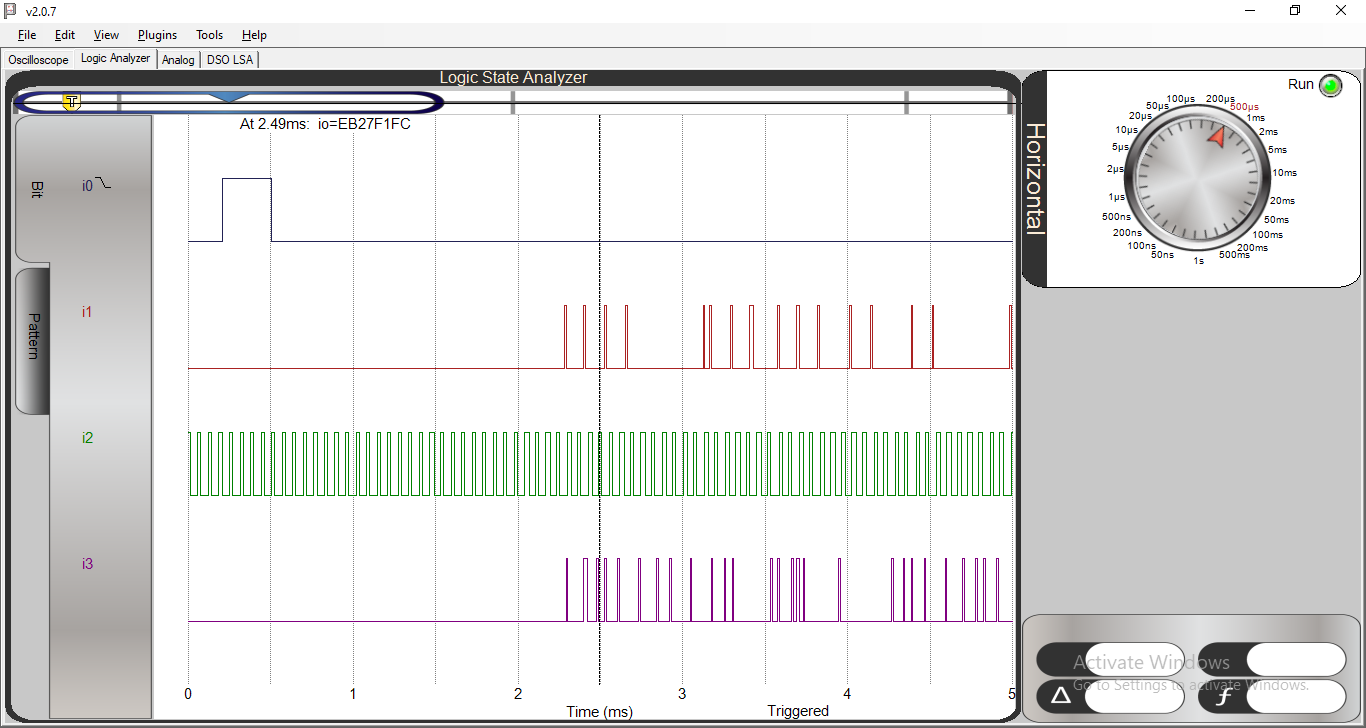 v2.0.7
File Edit View Plugins Tools Help
Oscilloscope Logic Analyzer Analog DSO LSA
Logic State Analyzer
T
At 2.49ms: io=EB27F1FC
Bit
Pattern
i0
i1
i2
i3
0 1 2 3 4 5
Time (ms) Triggered
Horizontal
Run
50ns
100ns
200ns
500ns
1µs
2µs
5µs
10µs
20µs
50µs
100µs
200µs
500µs
1ms
2ms
5ms
10ms
20ms
50ms
100ms
200ms
500ms
1s
Activate Windows
Go to Settings to activate Windows.
Δ
f